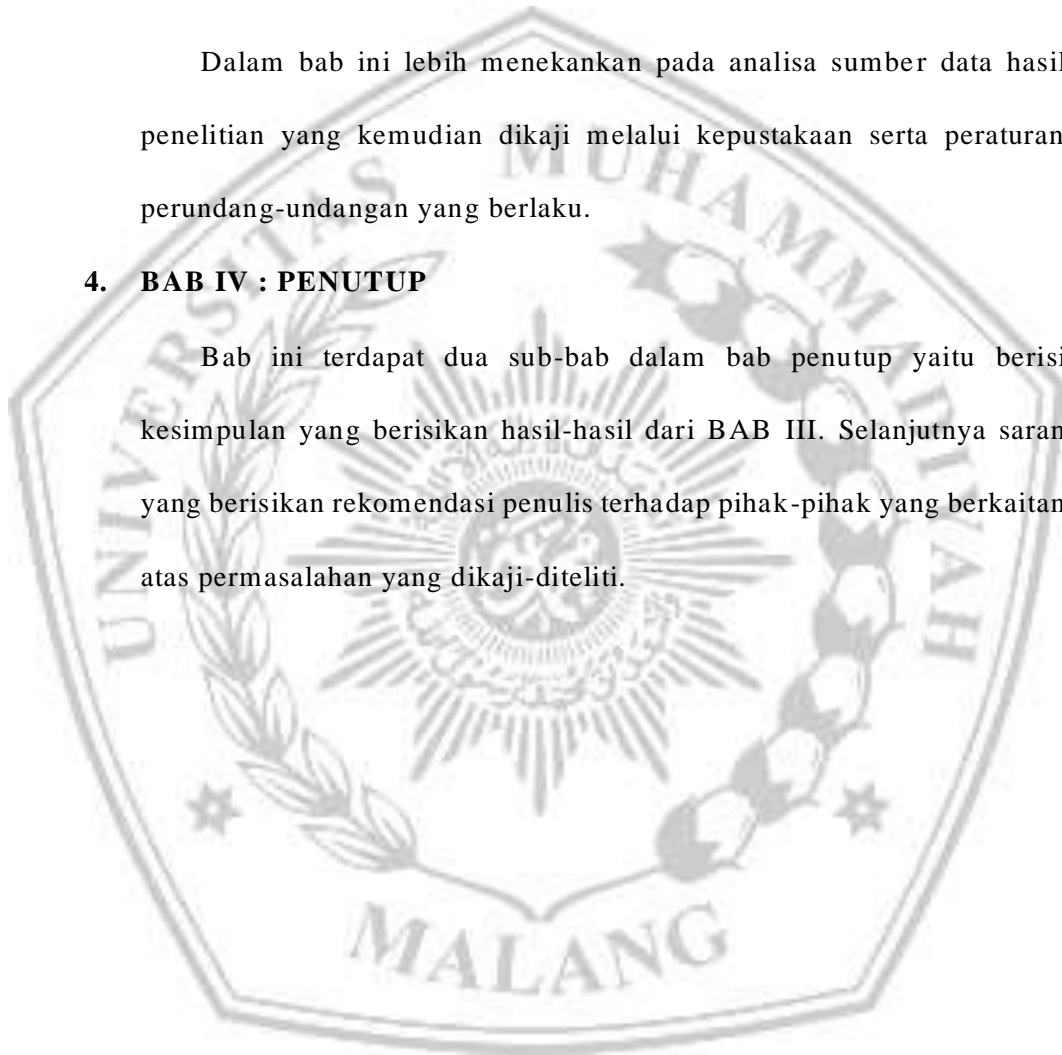 Dalam bab ini lebih menekankan pada analisa sumber data hasil
penelitian yang kemudian dikaji melalui kepustakaan serta peraturan
perundang-undangan yang berlaku.
4. BAB IV : PENUTUP
Bab ini terdapat dua sub-bab dalam bab penutup yaitu berisi
kesimpulan yang berisikan hasil-hasil dari BAB III. Selanjutnya saran
yang berisikan rekomendasi penulis terhadap pihak-pihak yang berkaitan
atas permasalahan yang dikaji-diteliti.
UNIVERSITAS MUHAMMADIYAH
MALANG